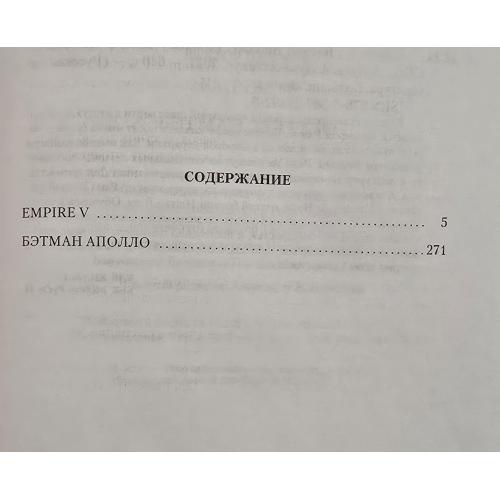 СОДЕРЖАНИЕ
EMPIRE V ........................................................ 5
БЭТМАН АПОЛЛО ............................................. 271